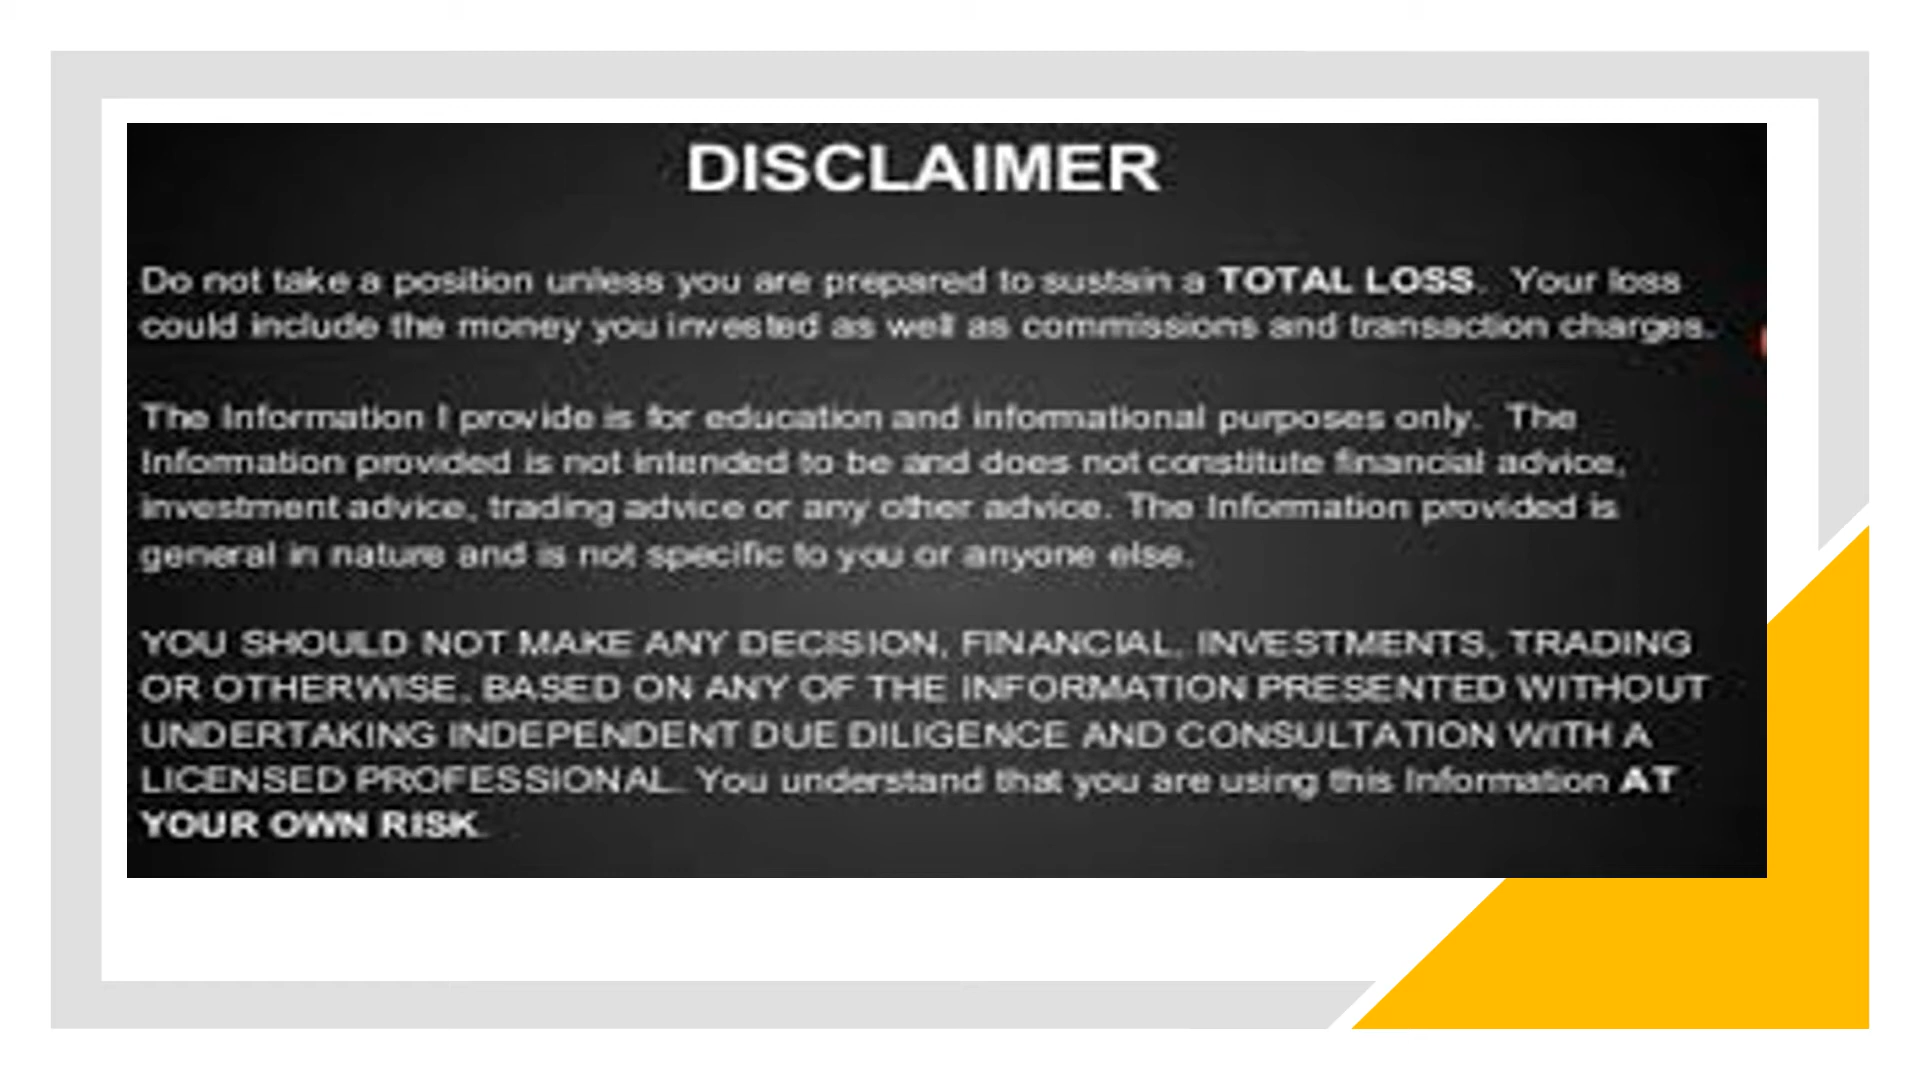 DISCLAIMER
Do not take a position unless you are prepared to sustain a TOTAL LOSS. Your loss
could include the money you invested as well as commissions and transaction charges.
The Information I provide is for education and informational purposes only. The
Information provided is not intended to be and does not constitute financial advice,
investment advice, trading advice or any other advice. The Information provided is
general in nature and is not specific to you or anyone else.
YOU SHOULD NOT MAKE ANY DECISION, FINANCIAL, INVESTMENTS, TRADING
OR OTHERWISE, BASED ON ANY OF THE INFORMATION PRESENTED WITHOUT
UNDERTAKING INDEPENDENT DUE DILIGENCE AND CONSULTATION WITH A
LICENSED PROFESSIONAL. You understand that you are using this Information AT
YOUR OWN RISK.